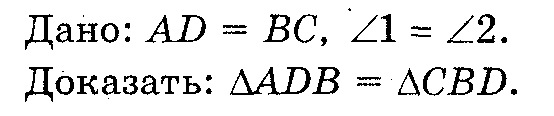 Дано: AD = BC, ∠1 = ∠2.
Доказать: ΔADB = ΔCBD.